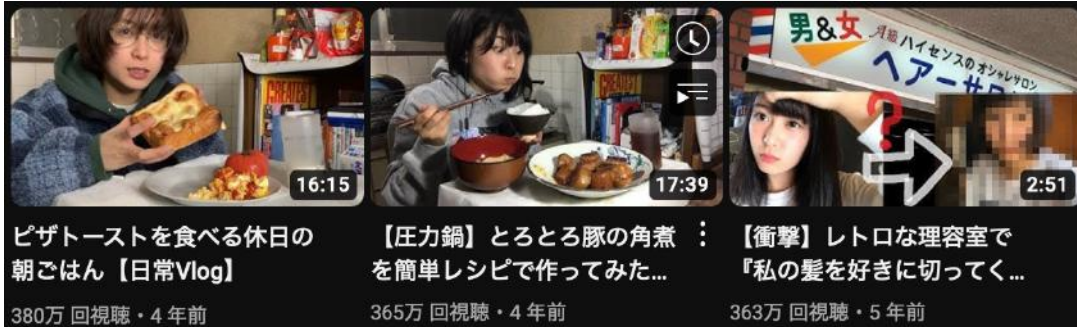 GREATEST
16:15
ピザトーストを食べる休日の
朝ごはん【日常Vlog】
380万 回視聴・4 年前
GREATEST
17:39
【圧力鍋】とろとろ豚の角煮
を簡単レシピで作ってみた...
365万 回視聴・4 年前
男&女
ハイセンスの オシャレサロン
?
2:51
【衝撃】レトロな理容室で
『私の髪を好きに切ってく...
363万 回視聴・5 年前